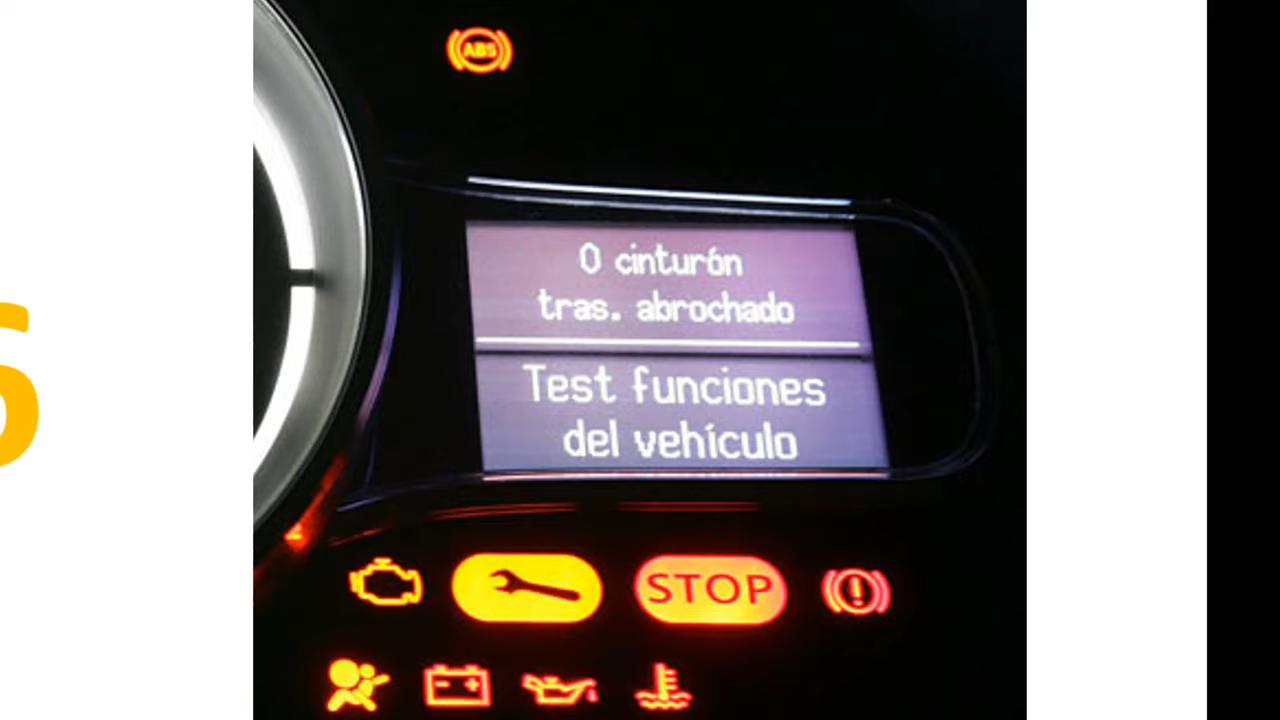 ABS
0 cinturón
tras. abrochado
Test funciones
del vehículo
STOP